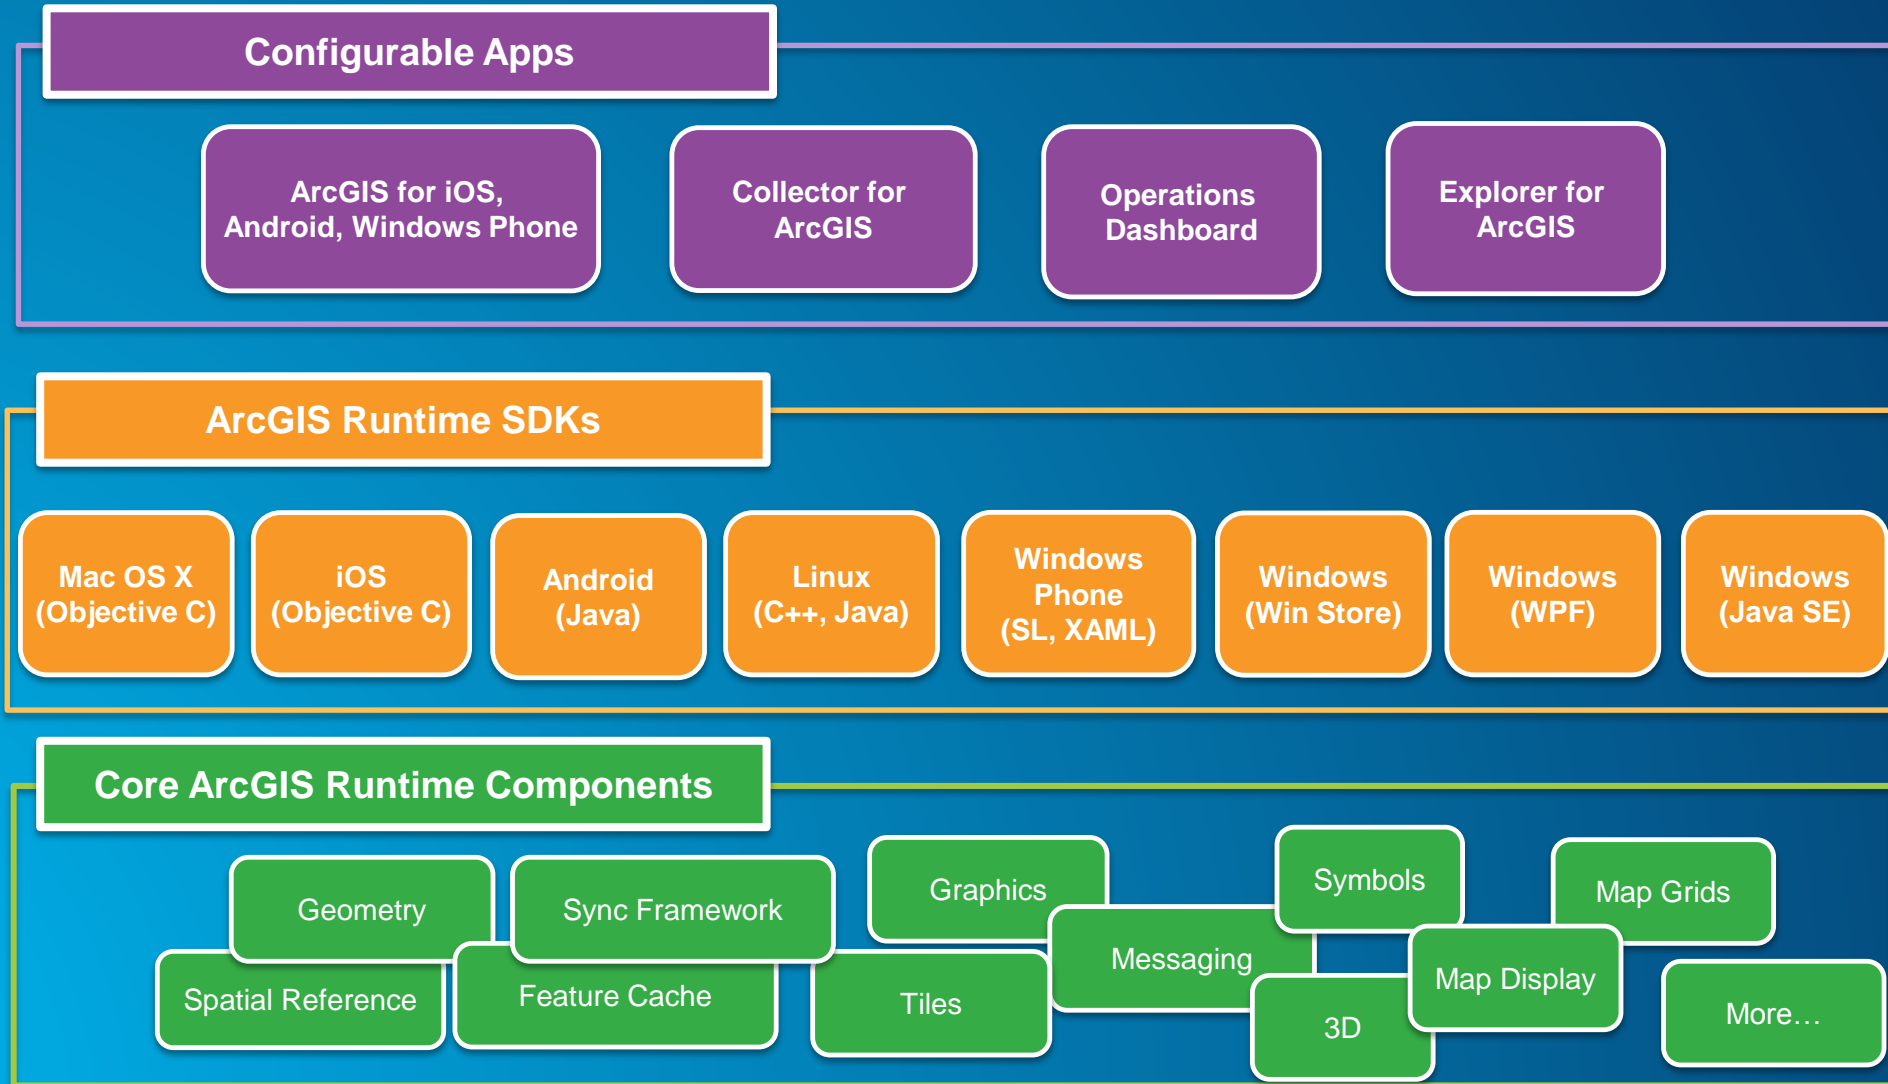 Configurable Apps
ArcGIS for iOS,
Android, Windows Phone
Collector for
ArcGIS
Operations
Dashboard
Explorer for
ArcGIS
ArcGIS Runtime SDKs
Mac OS X
(Objective C)
iOS
(Objective C)
Android
(Java)
Linux
(C++, Java)
Windows
Phone
(SL, XAML)
Windows
(Win Store)
Windows
(WPF)
Windows
(Java SE)
Core ArcGIS Runtime Components
Geometry
Sync Framework
Graphics
Symbols
Map Grids
Spatial Reference
Feature Cache
Tiles
Messaging
3D
Map Display
More…